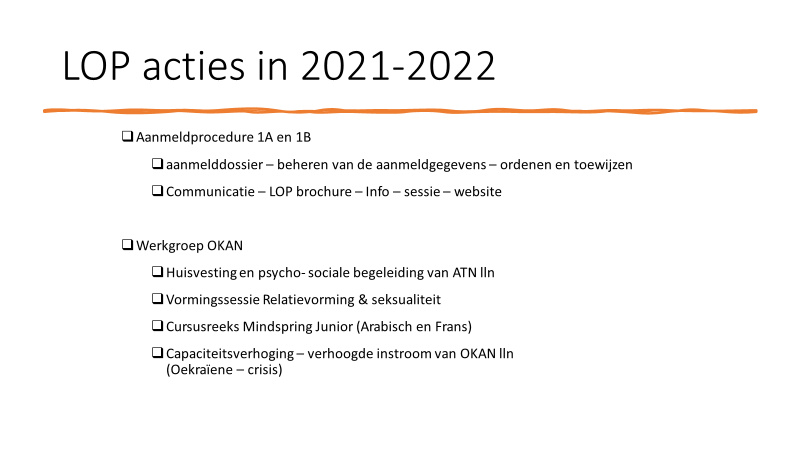 LOP acties in 2021-2022
Aanmeldprocedure 1A en 1B
aanmelddossier – beheren van de aanmeldgegevens – ordenen en toewijzen
Communicatie – LOP brochure – Info – sessie – website
Werkgroep OKAN
Huisvesting en psycho- sociale begeleiding van ATN lln
Vormingssessie Relatievorming & seksualiteit
Cursusreeks Mindspring Junior (Arabisch en Frans)
Capaciteitsverhoging – verhoogde instroom van OKAN lln
(Oekraïene – crisis)